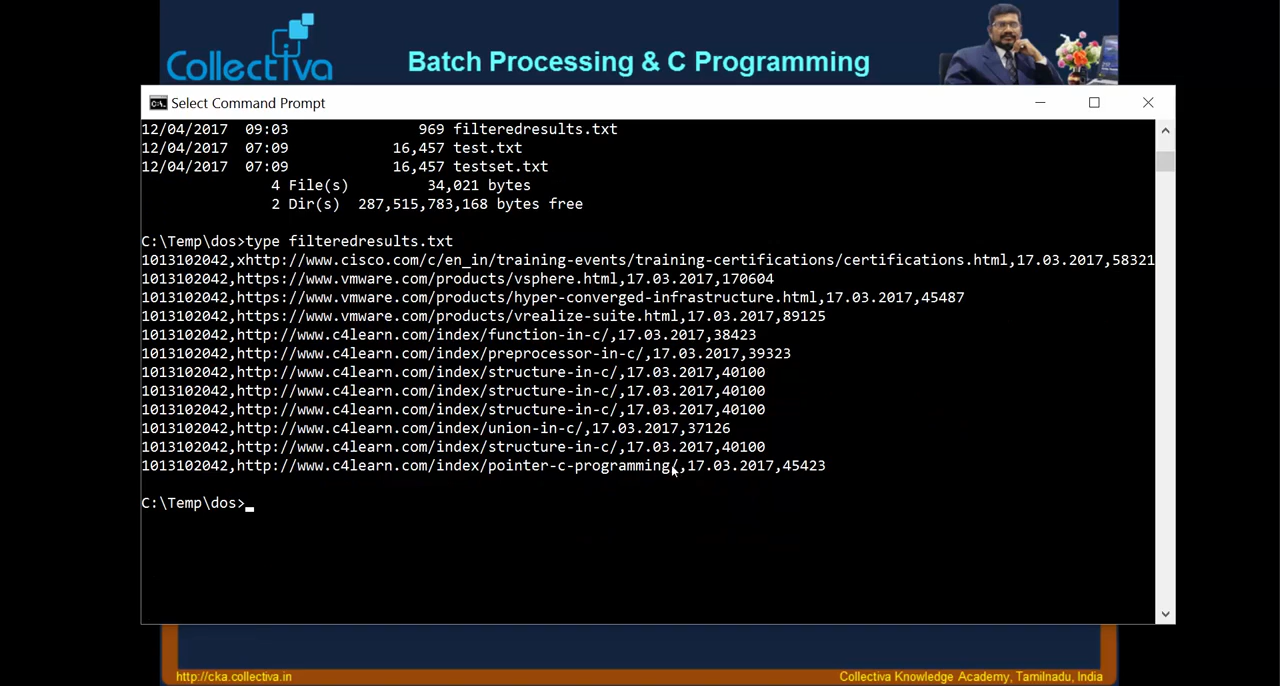 Collectiva
Batch Processing & C Programming
Select Command Prompt
12/04/2017  09:03               969 filteredresults.txt
12/04/2017  07:09            16,457 test.txt
12/04/2017  07:09            16,457 testset.txt
4 File(s)         34,021 bytes
2 Dir(s)  287,515,783,168 bytes free
C:\Temp\dos>type filteredresults.txt
1013102042,xhttp://www.cisco.com/c/en_in/training-events/training-certifications/certifications.html,17.03.2017,58321
1013102042,https://www.vmware.com/products/vsphere.html,17.03.2017,170604
1013102042,https://www.vmware.com/products/hyper-converged-infrastructure.html,17.03.2017,45487
1013102042,https://www.vmware.com/products/vrealize-suite.html,17.03.2017,89125
1013102042,http://www.c4learn.com/index/function-in-c/,17.03.2017,38423
1013102042,http://www.c4learn.com/index/preprocessor-in-c/,17.03.2017,39323
1013102042,http://www.c4learn.com/index/structure-in-c/,17.03.2017,40100
1013102042,http://www.c4learn.com/index/structure-in-c/,17.03.2017,40100
1013102042,http://www.c4learn.com/index/structure-in-c/,17.03.2017,40100
1013102042,http://www.c4learn.com/index/union-in-c/,17.03.2017,37126
1013102042,http://www.c4learn.com/index/structure-in-c/,17.03.2017,40100
1013102042,http://www.c4learn.com/index/pointer-c-programming/,17.03.2017,45423
C:\Temp\dos>
http://cka.collectiva.in
Collectiva Knowledge Academy, Tamilnadu, India